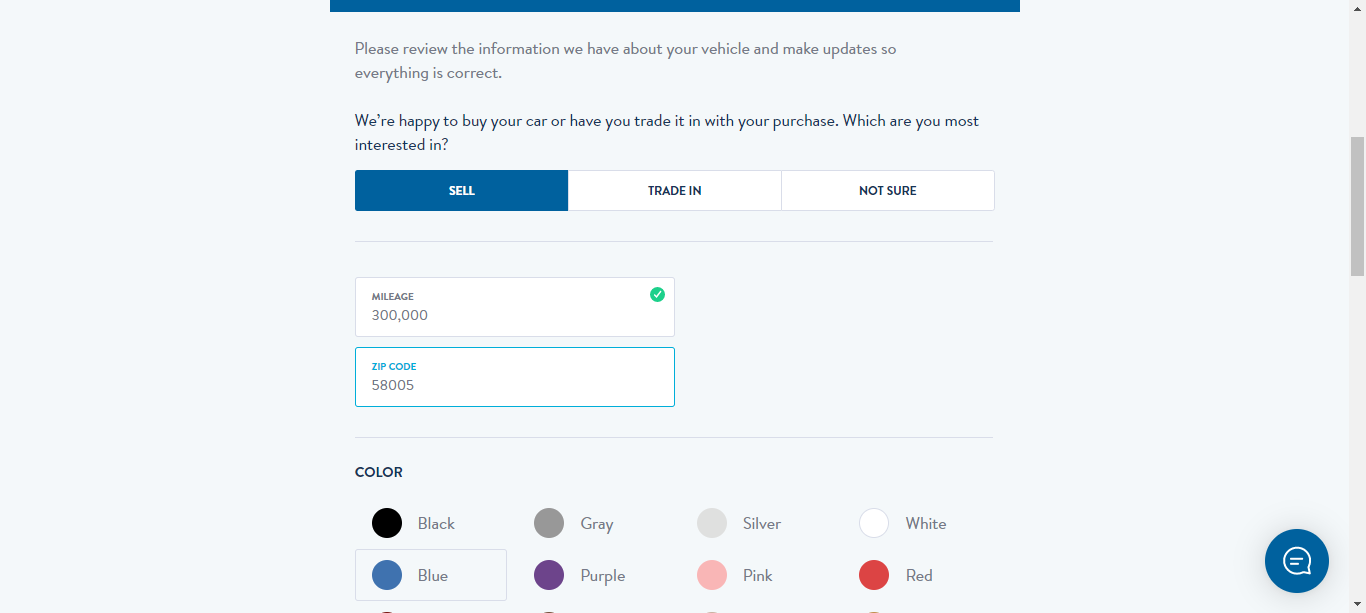 Please review the information we have about your vehicle and make updates so
everything is correct.
We’re happy to buy your car or have you trade it in with your purchase. Which are you most
interested in?
SELL
TRADE IN
NOT SURE
MILEAGE
300,000
ZIP CODE
58005
COLOR
Black
Gray
Silver
White
Blue
Purple
Pink
Red